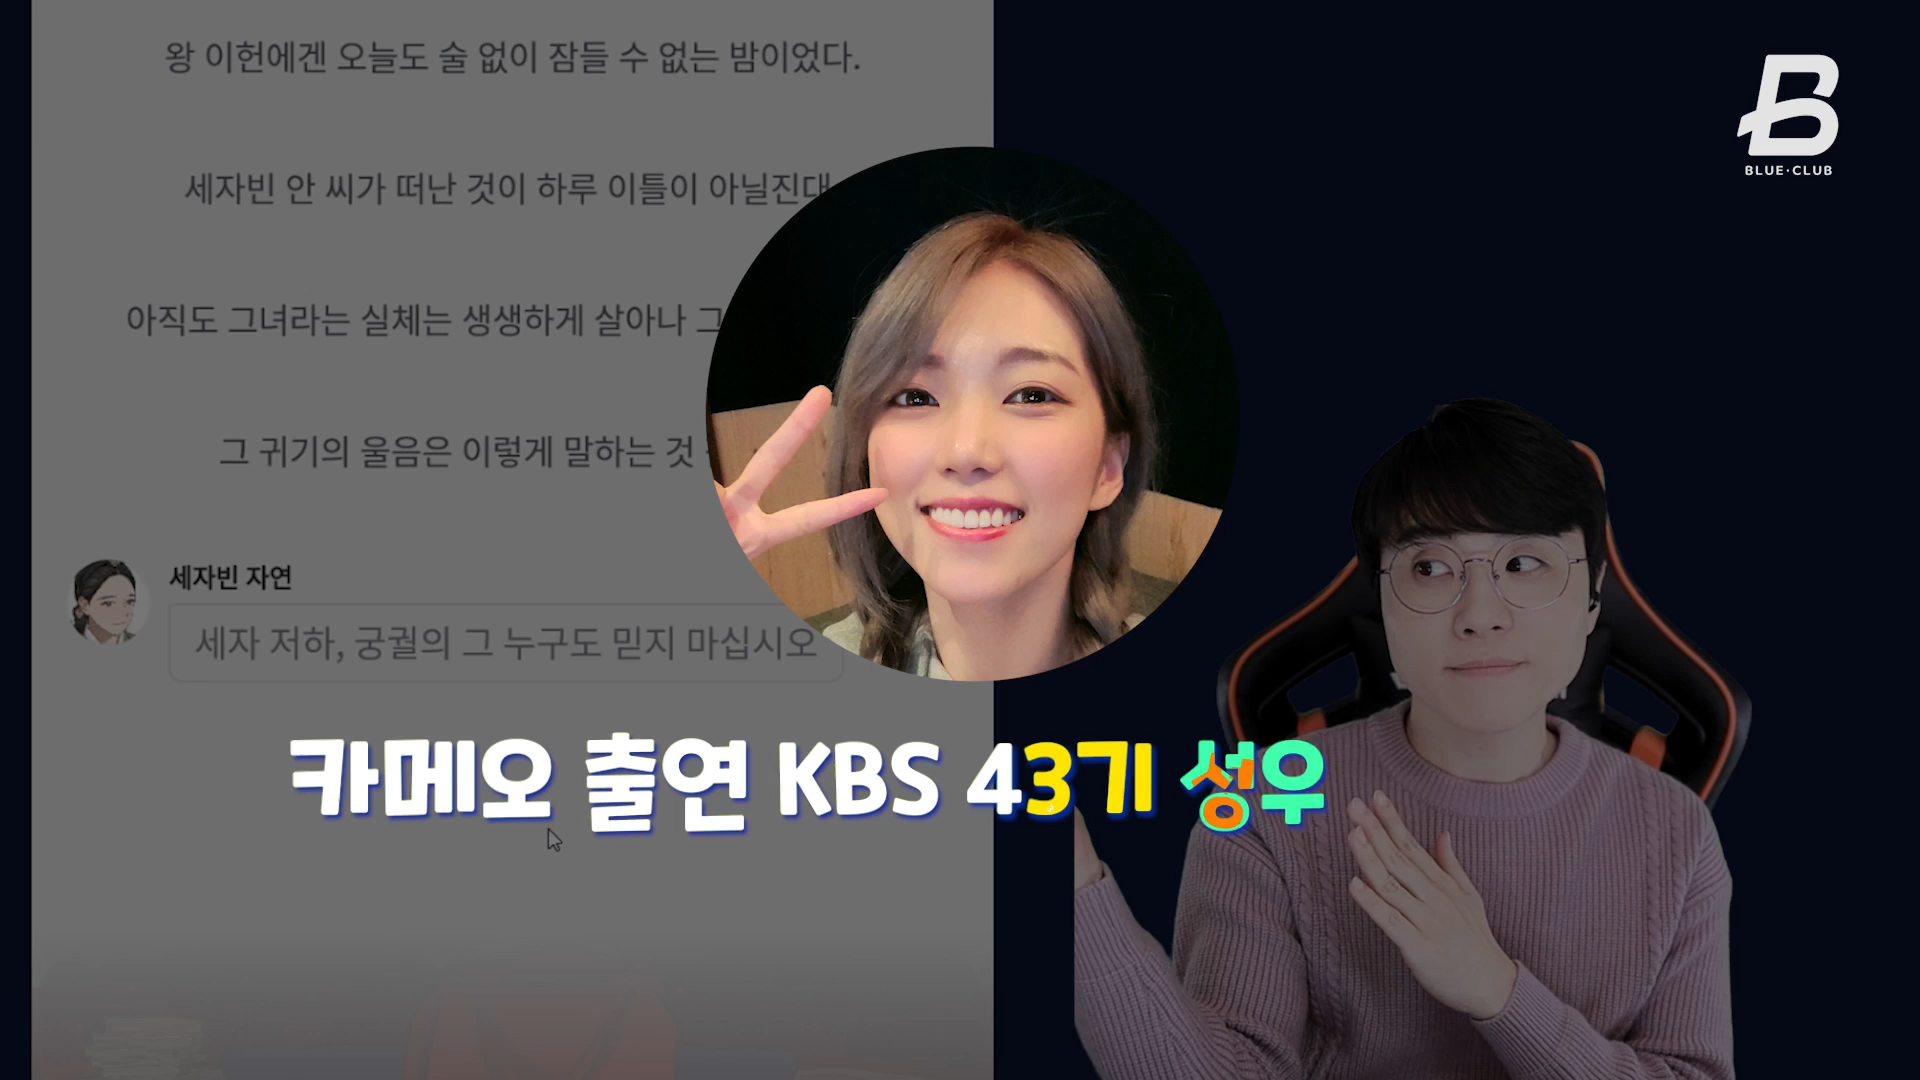 왕 이헌에겐 오늘도 술 없이 잠들 수 없는 밤이었다.
세자빈 안 씨가 떠난 것이 하루 이틀이 아닐진대
아직도 그녀라는 실체는 생생하게 살아나 그
그 귀기의 울음은 이렇게 말하는 것
세자빈 자연
세자 저하, 궁궐의 그 누구도 믿지 마십시오
카메오 출연 KBS 43기 성우
B
BLUE·CLUB